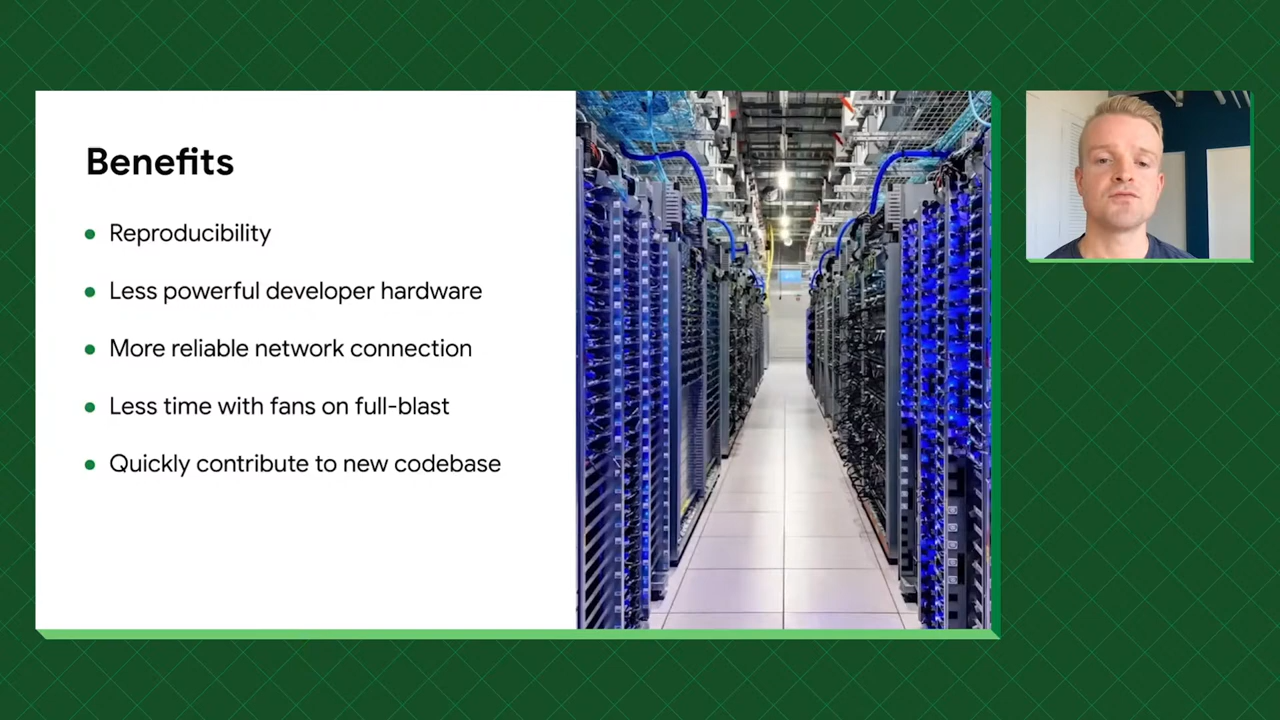 Benefits
Reproducibility
Less powerful developer hardware
More reliable network connection
Less time with fans on full-blast
Quickly contribute to new codebase